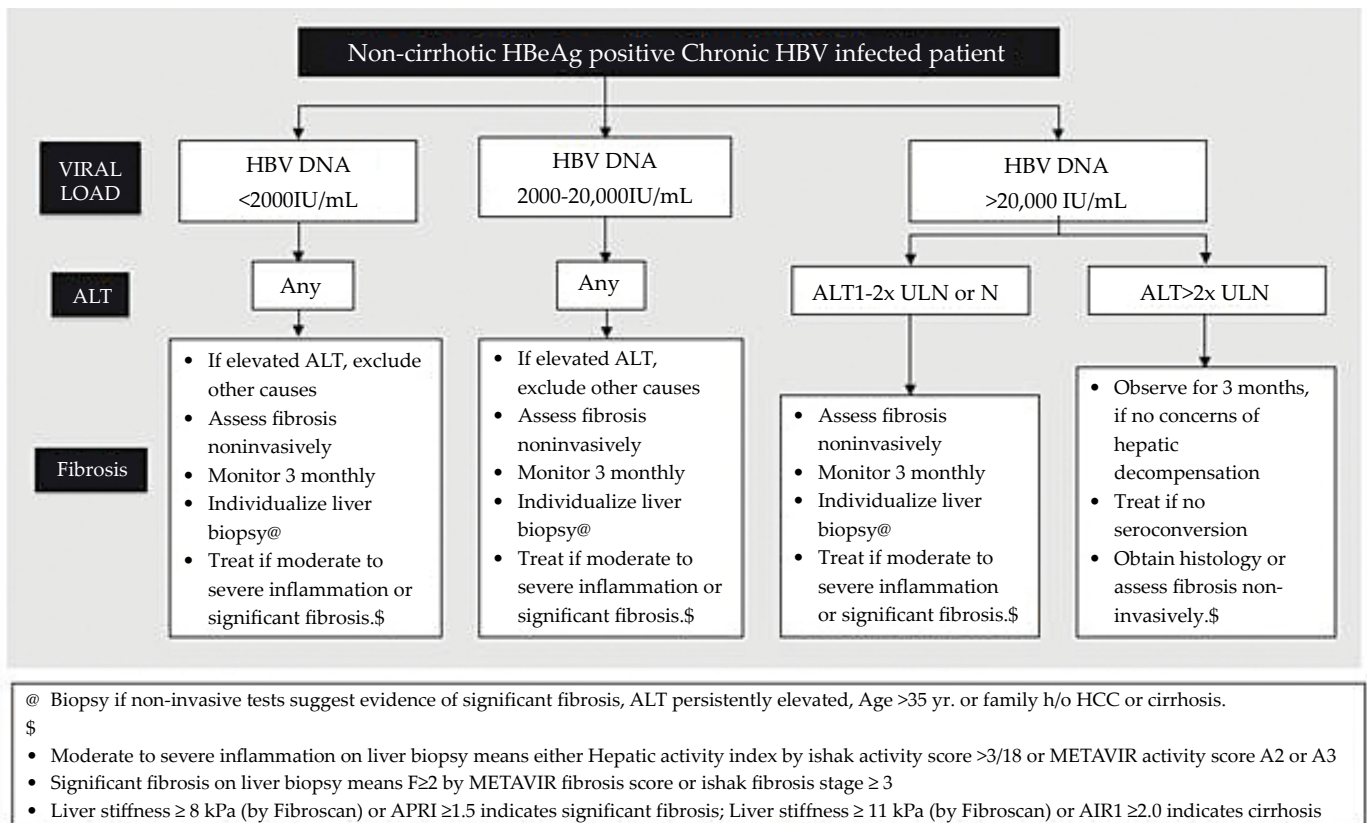 Non-cirrhotic HBeAg positive Chronic HBV infected patient
VIRAL
LOAD
HBV DNA
<2000IU/mL
HBV DNA
2000-20,000IU/mL
HBV DNA
>20,000 IU/mL
ALT
Any
Any
ALT1-2x ULN or N
ALT>2x ULN
Fibrosis
• If elevated ALT, exclude
other causes
• Assess fibrosis
noninvasively
• Monitor 3 monthly
• Individualize liver
biopsy@
• Treat if moderate to
severe inflammation or
significant fibrosis.$
• If elevated ALT,
exclude other causes
• Assess fibrosis
noninvasively
• Monitor 3 monthly
• Individualize liver
biopsy@
• Treat if moderate to
severe inflammation or
significant fibrosis.$
• Assess fibrosis
noninvasively
• Monitor 3 monthly
• Individualize liver
biopsy@
• Treat if moderate to
severe inflammation
or significant fibrosis.$
• Observe for 3 months,
if no concerns of
hepatic
decompensation
• Treat if no
seroconversion
• Obtain histology or
assess fibrosis non-
invasively.$
@ Biopsy if non-invasive tests suggest evidence of significant fibrosis, ALT persistently elevated, Age >35 yr. or family h/o HCC or cirrhosis.
$
• Moderate to severe inflammation on liver biopsy means either Hepatic activity index by ishak activity score >3/18 or METAVIR activity score A2 or A3
• Significant fibrosis on liver biopsy means F≥2 by METAVIR fibrosis score or ishak fibrosis stage ≥ 3
• Liver stiffness ≥ 8 kPa (by Fibroscan) or APRI ≥1.5 indicates significant fibrosis; Liver stiffness ≥ 11 kPa (by Fibroscan) or AIR1 ≥2.0 indicates cirrhosis